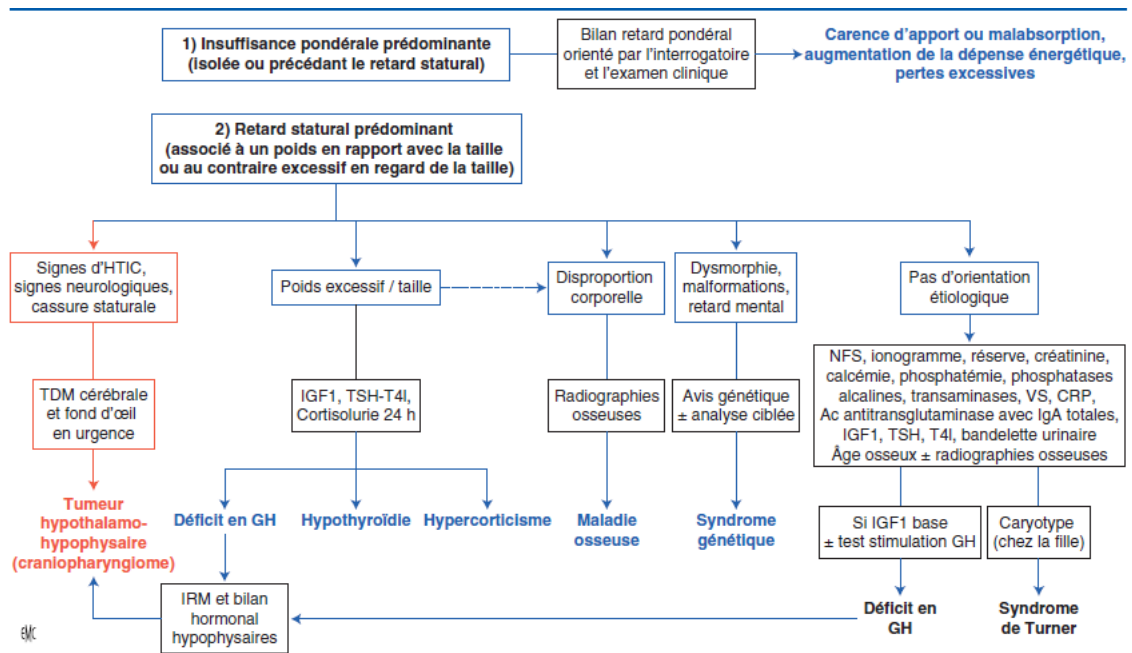 1) Insuffisance pondérale prédominante
(isolée ou précédant le retard statural)
Bilan retard pondéral
orienté par l'interrogatoire
et l'examen clinique
Carence d'apport ou malabsorption,
augmentation de la dépense énergétique,
pertes excessives
2) Retard statural prédominant
(associé à un poids en rapport avec la taille
ou au contraire excessif en regard de la taille)
Signes d'HTIC,
signes neurologiques,
cassure staturale
Poids excessif / taille
Disproportion
corporelle
Dysmorphie,
malformations,
retard mental
Pas d'orientation
étiologique
TDM cérébrale
et fond d'œil
en urgence
IGF1, TSH-T4l,
Cortisolurie 24 h
Radiographies
osseuses
Avis génétique
± analyse ciblée
NFS, ionogramme, réserve, créatinine,
calcémie, phosphatémie, phosphatases
alcalines, transaminases, VS, CRP,
Ac antitransglutaminase avec IgA totales,
IGF1, TSH, T4l, bandelette urinaire
Âge osseux ± radiographies osseuses
Tumeur
hypothalamo-
hypophysaire
(craniopharyngiome)
Déficit en GH
Hypothyroïdie
Hypercorticisme
Maladie
osseuse
Syndrome
génétique
Si IGF1 base
± test stimulation GH
Caryotype
(chez la fille)
IRM et bilan
hormonal
hypophysaires
Déficit en
GH
Syndrome
de Turner
EMC